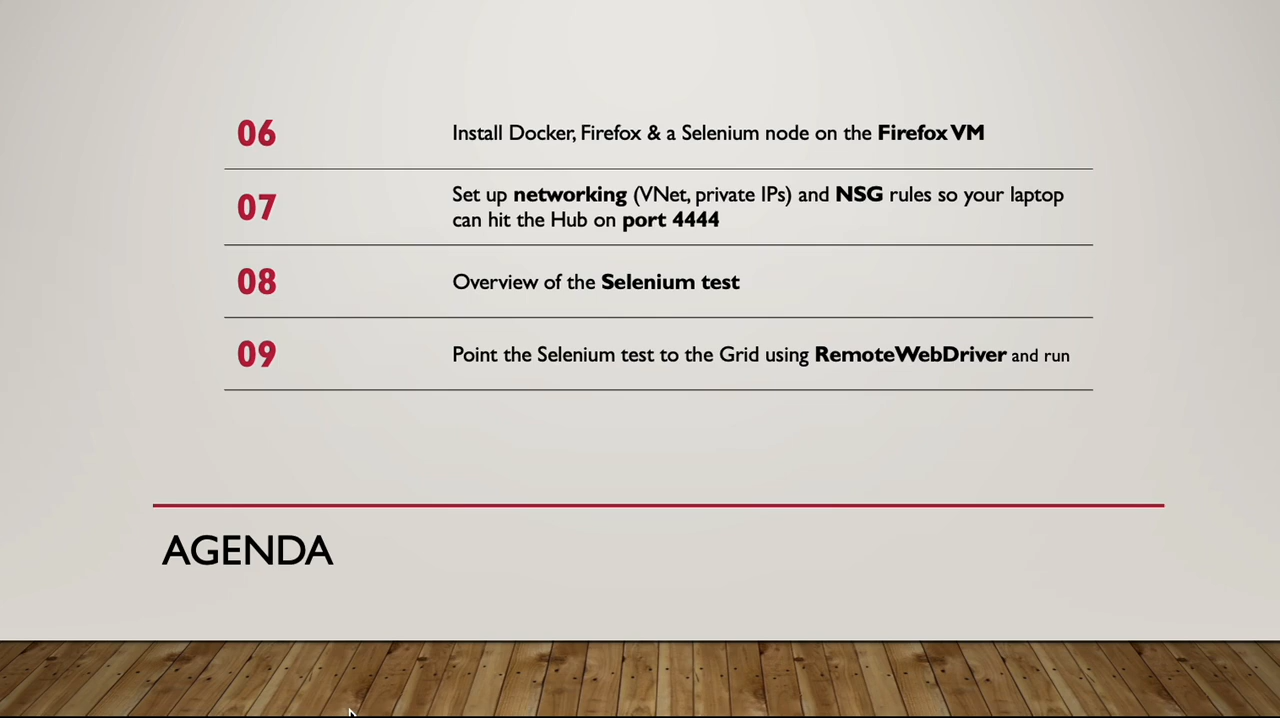 06
Install Docker, Firefox & a Selenium node on the Firefox VM
07
Set up networking (VNet, private IPs) and NSG rules so your laptop
can hit the Hub on port 4444
08
Overview of the Selenium test
09
Point the Selenium test to the Grid using RemoteWebDriver and run
AGENDA